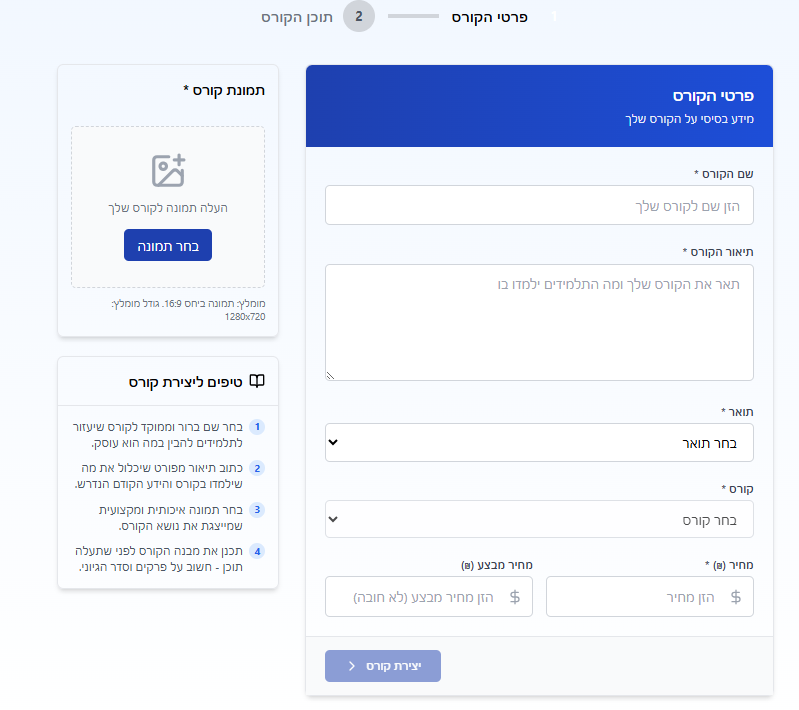 1 פרטי הקורס 2 תוכן הקורס
פרטי הקורס
מידע בסיסי על הקורס שלך
שם הקורס *
הזן שם לקורס שלך
תיאור הקורס *
תאר את הקורס שלך ומה התלמידים ילמדו בו
תואר *
בחר תואר
קורס *
בחר קורס
מחיר (₪) *
$ הזן מחיר
מחיר מבצע (₪)
$ הזן מחיר מבצע (לא חובה)
יצירת קורס
תמונת קורס *
העלה תמונה לקורס שלך
בחר תמונה
מומלץ: תמונה ביחס 16:9. גודל מומלץ:
1280x720
טיפים ליצירת קורס
1 בחר שם ברור וממוקד לקורס שיעזור
לתלמידים להבין במה הוא עוסק.
2 כתוב תיאור מפורט שיכלול את מה
שילמדו בקורס והידע הקודם הנדרש.
3 בחר תמונה איכותית ומקצועית
שמייצגת את נושא הקורס.
4 תכנן את מבנה הקורס לפני שתעלה
תוכן - חשוב על פרקים וסדר הגיוני.